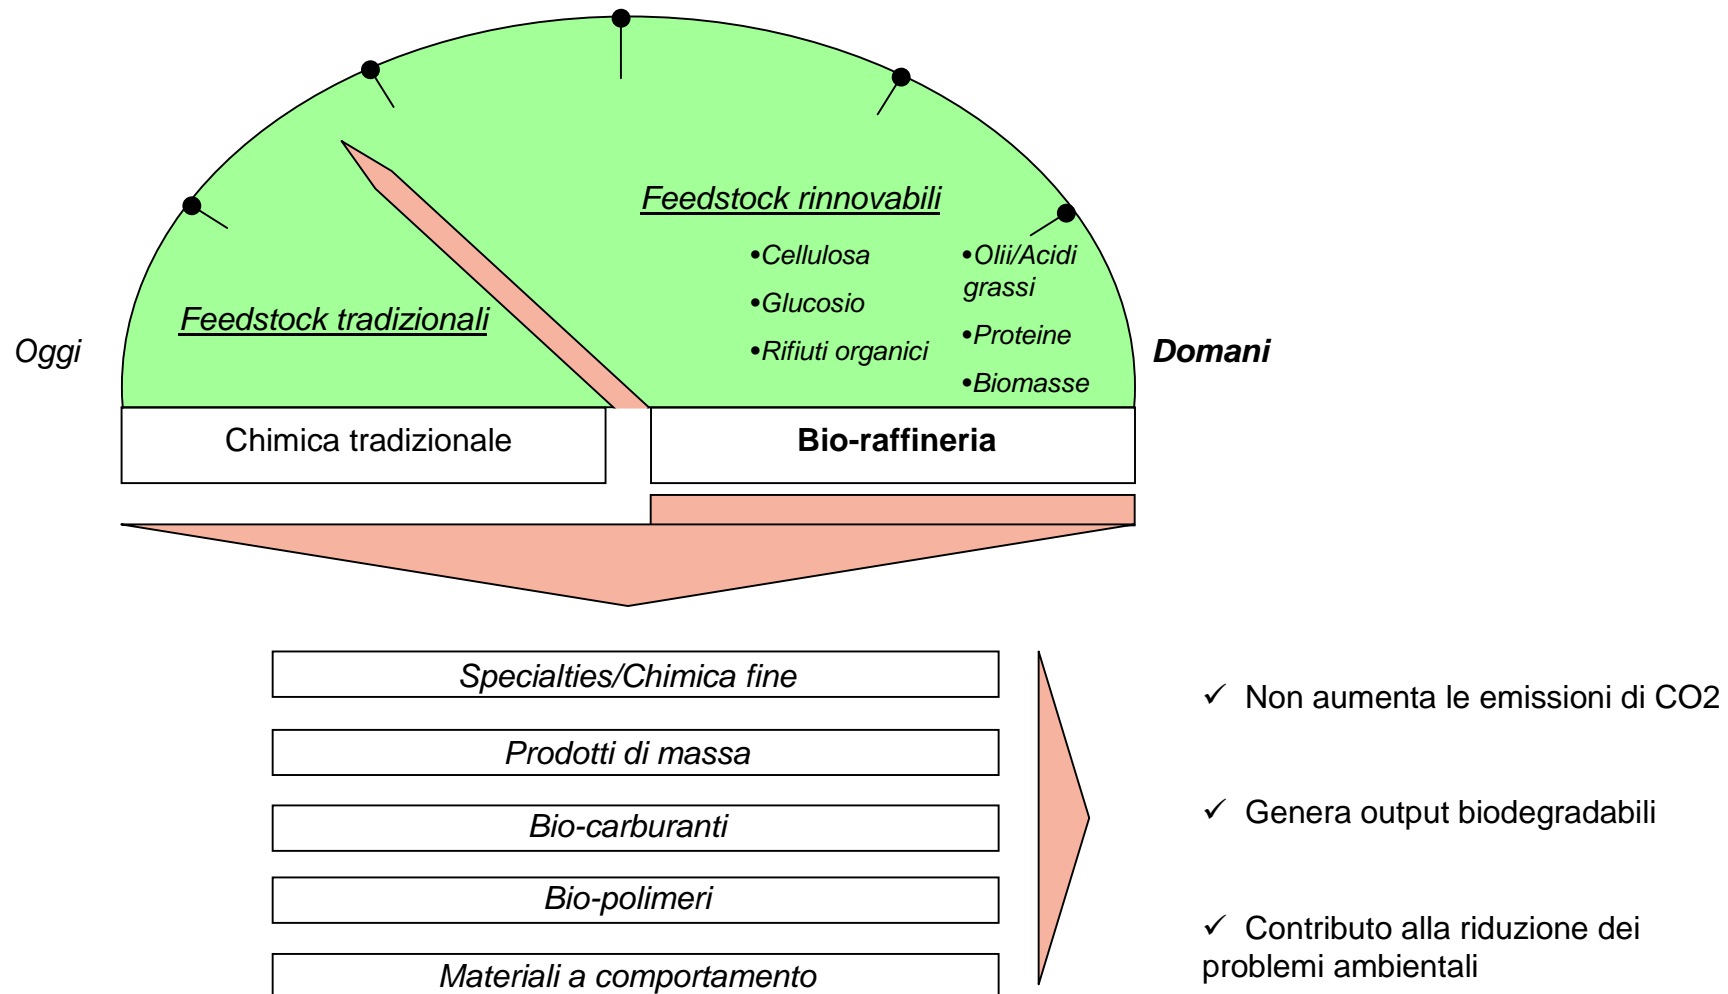 Feedstock rinnovabili
•Cellulosa
•Glucosio
•Rifiuti organici
•Olii/Acidi
grassi
•Proteine
•Biomasse
Feedstock tradizionali
Oggi
Domani
Chimica tradizionale
Bio-raffineria
Specialties/Chimica fine
Prodotti di massa
Bio-carburanti
Bio-polimeri
Materiali a comportamento
✓ Non aumenta le emissioni di CO2
✓ Genera output biodegradabili
✓ Contributo alla riduzione dei
problemi ambientali